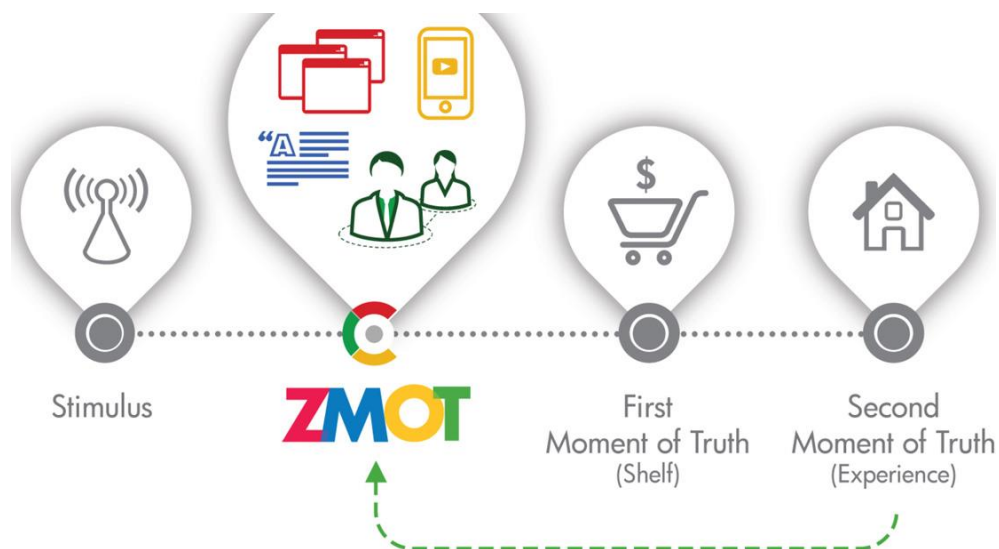 “A
$
Stimulus
ZMOT
First
Moment of Truth
(Shelf)
Second
Moment of Truth
(Experience)